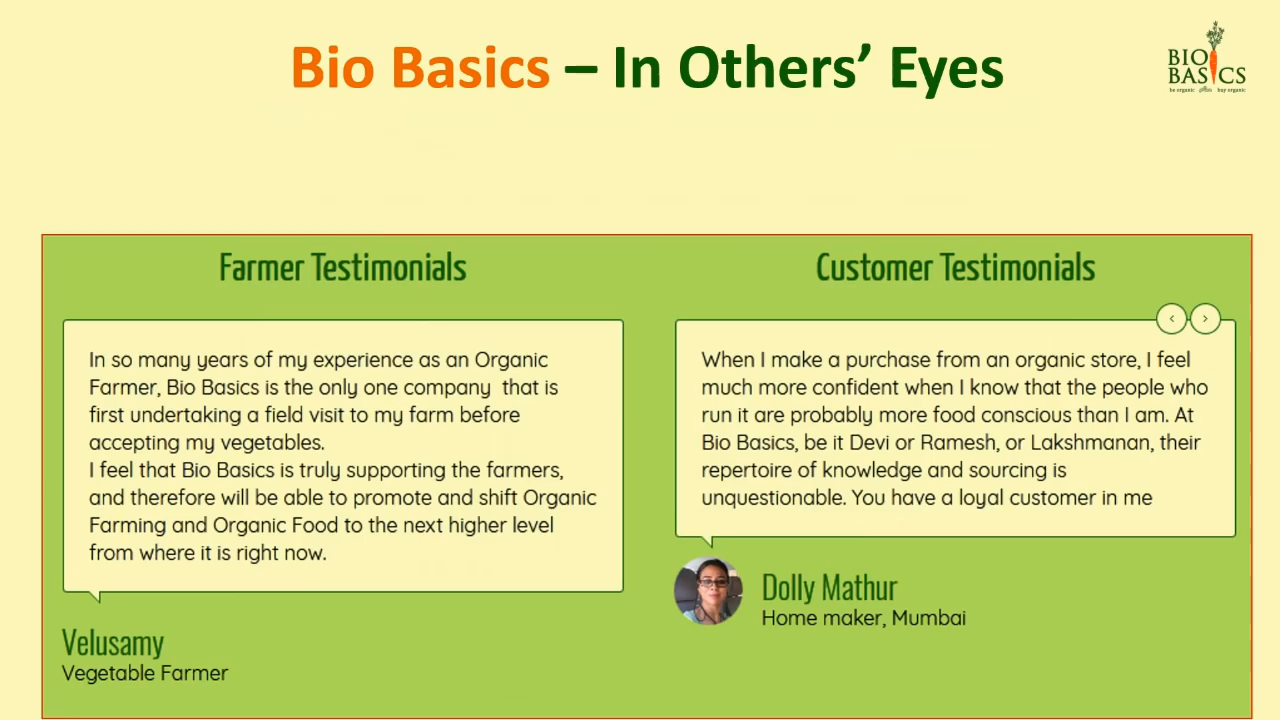 Bio Basics – In Others’ Eyes
BIO
BASICS
be organic buy organic
Farmer Testimonials
In so many years of my experience as an Organic
Farmer, Bio Basics is the only one company that is
first undertaking a field visit to my farm before
accepting my vegetables.
I feel that Bio Basics is truly supporting the farmers,
and therefore will be able to promote and shift Organic
Farming and Organic Food to the next higher level
from where it is right now.
Velusamy
Vegetable Farmer
Customer Testimonials
When I make a purchase from an organic store, I feel
much more confident when I know that the people who
run it are probably more food conscious than I am. At
Bio Basics, be it Devi or Ramesh, or Lakshmanan, their
repertoire of knowledge and sourcing is
unquestionable. You have a loyal customer in me
Dolly Mathur
Home maker, Mumbai